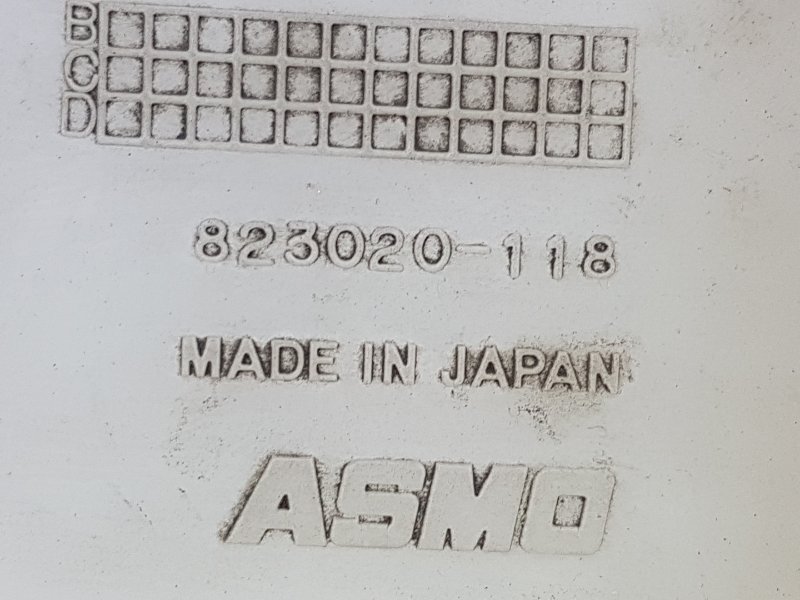 B
C
D
823020-118
MADE IN JAPAN
ASMO